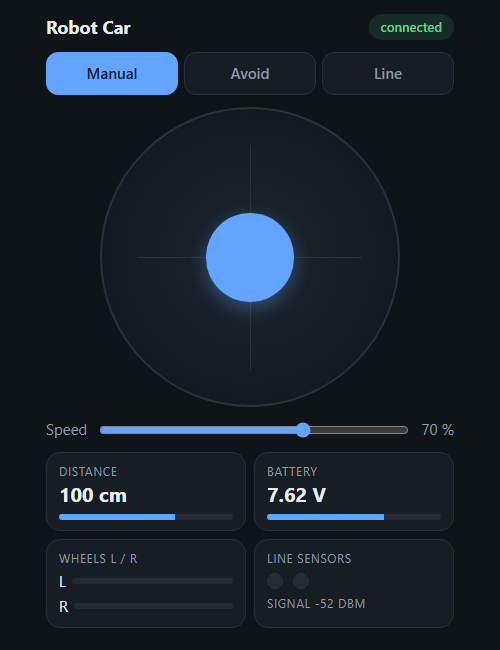 Robot Car connected
Manual Avoid Line
Speed 70 %
DISTANCE
100 cm
BATTERY
7.62 V
WHEELS L / R
L
R
LINE SENSORS
SIGNAL -52 DBM